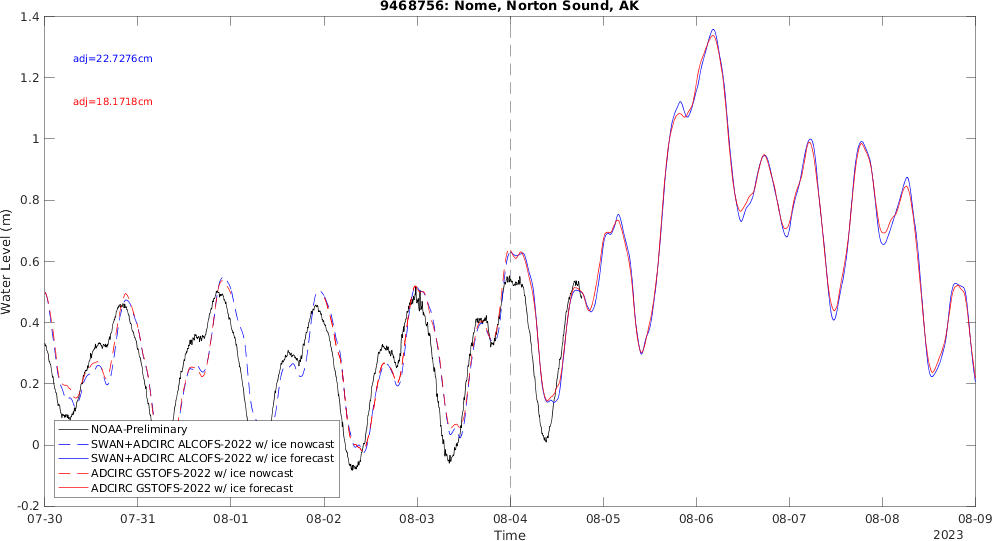 9468756: Nome, Norton Sound, AK
1.4
adj=22.7276cm
1.2
adj=18.1718cm
1
0.8
Water Level (m)
0.6
0.4
0.2
0
-0.2
NOAA-Preliminary
SWAN+ADCIRC ALCOFS-2022 w/ ice nowcast
SWAN+ADCIRC ALCOFS-2022 w/ ice forecast
ADCIRC GSTOFS-2022 w/ ice nowcast
ADCIRC GSTOFS-2022 w/ ice forecast
07-30 07-31 08-01 08-02 08-03 08-04 08-05 08-06 08-07 08-08 08-09
Time
2023